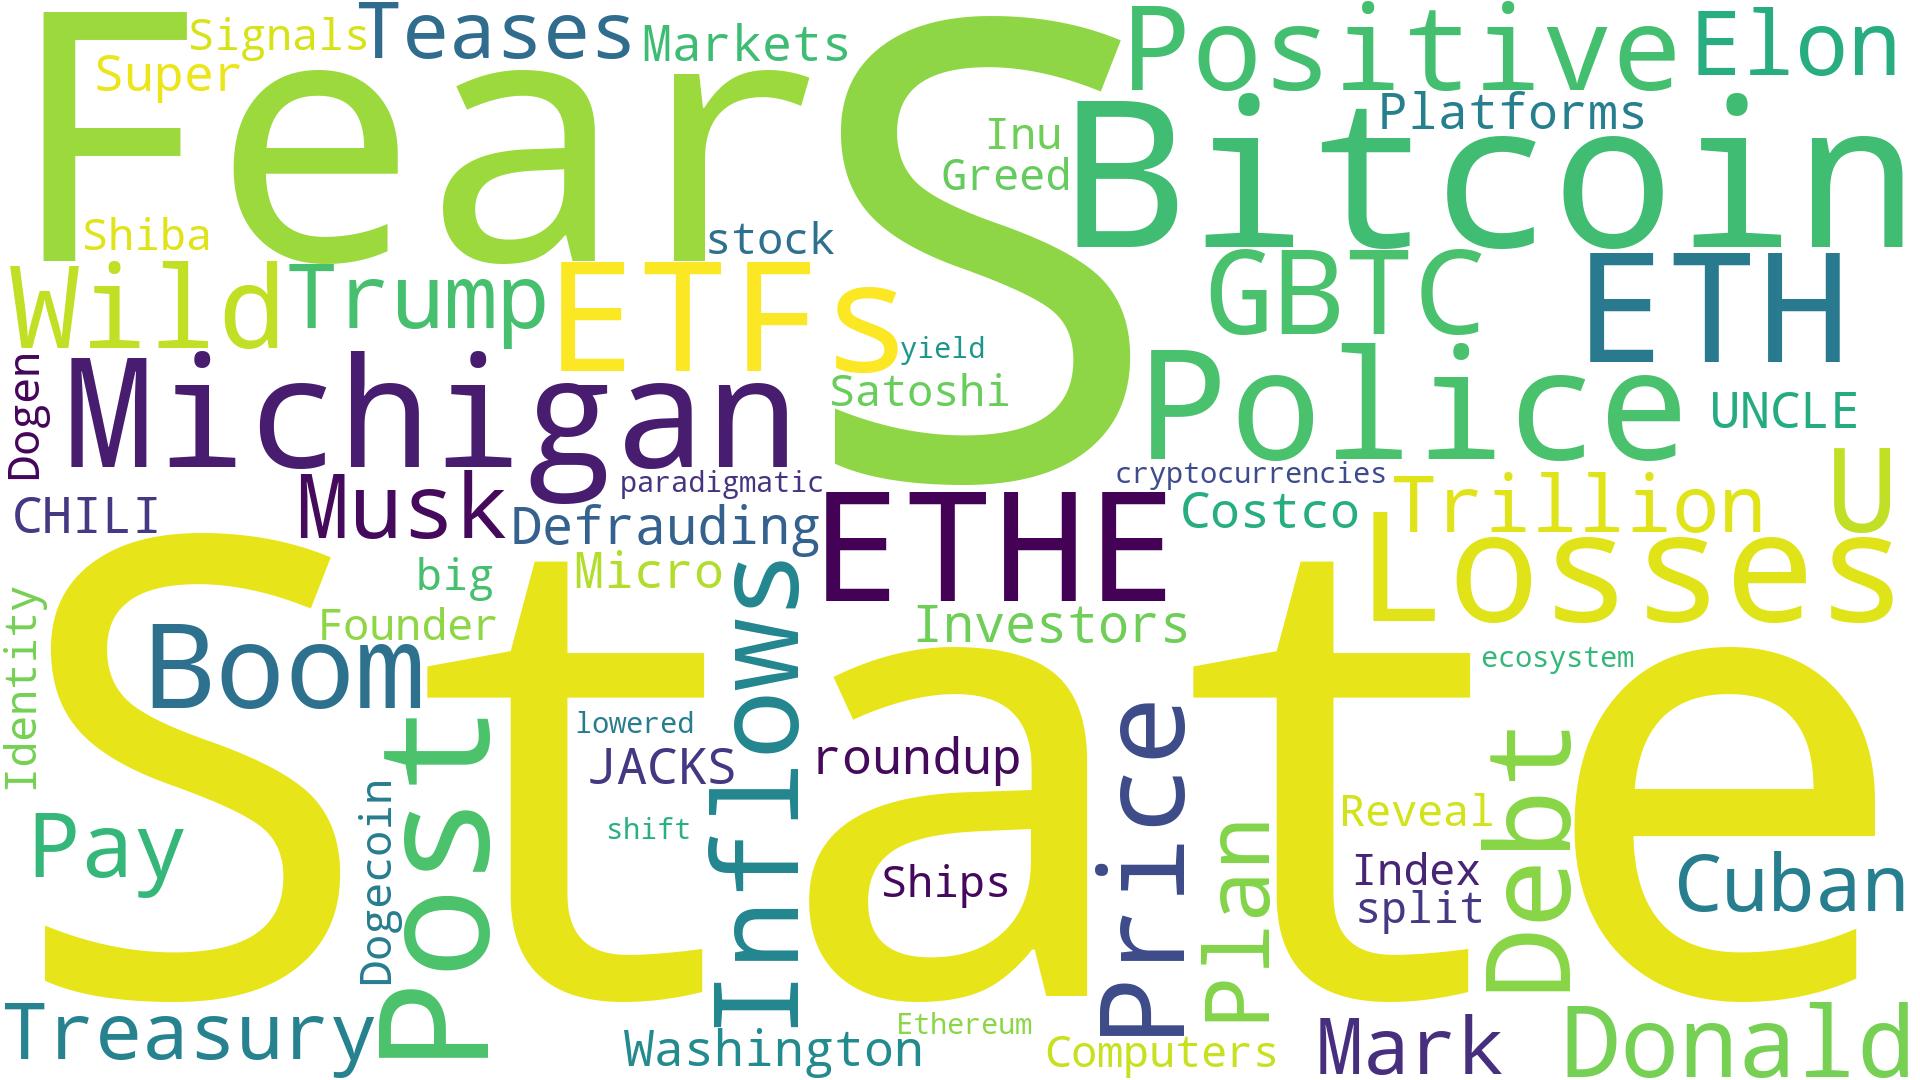 Fear
S
Signals
Teases
Markets
Positive
Elon
Super
Bitcoin
Platforms
Inu
Greed
Shiba
stock
Wild
Trump
ETFs
GBTC
ETH
yield
Satoshi
Dogen
Michigan
Police
UNCLE
paradigmatic
cryptocurrencies
CHILI
Musk
Defrauding
ETHE
Costco
Trillion
U
Losses
State
big
Micro
Founder
Investors
Identity
Boom
Inflows
ecosystem
Post
lowered
JACKS
roundup
Price
Debt
Pay
Dogecoin
shift
Ships
Plan
Reveal
Index
split
Cuban
Treasury
Washington
Ethereum
Computers
Mark
Donald